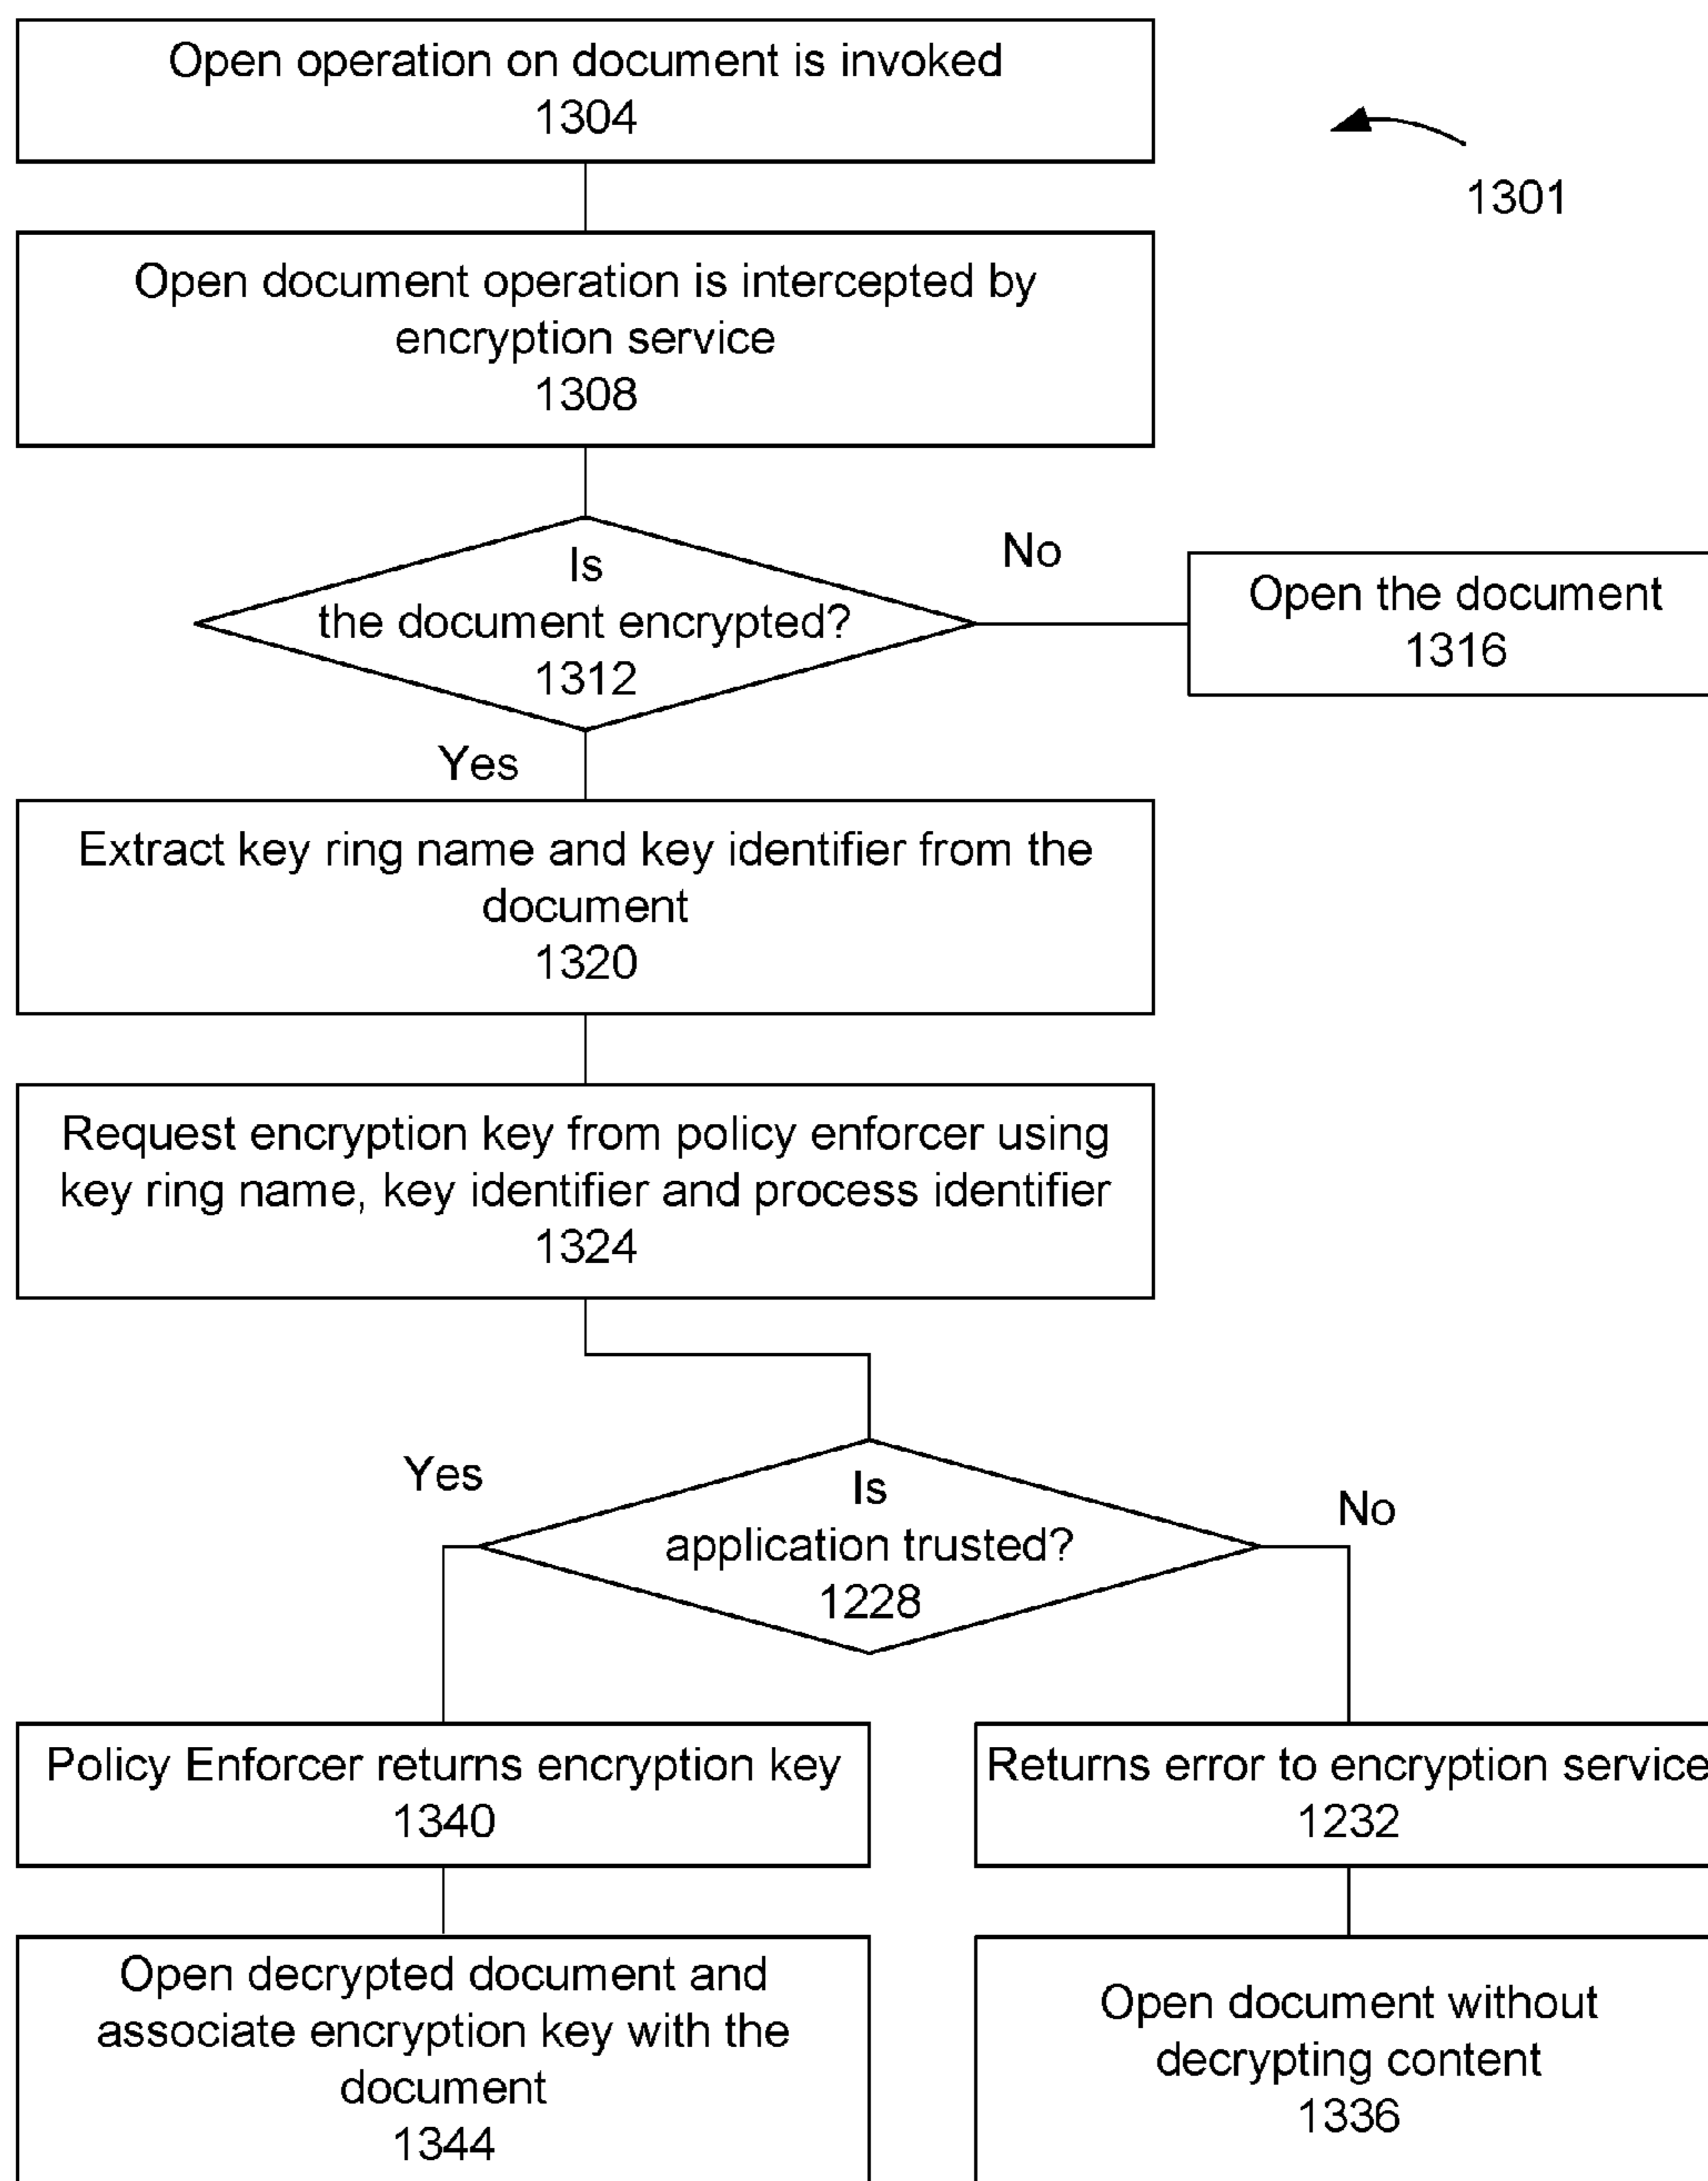 Open operation on document is invoked
1304
1301
Open document operation is intercepted by
encryption service
1308
Is
the document encrypted?
1312
No
Open the document
1316
Yes
Extract key ring name and key identifier from the
document
1320
Request encryption key from policy enforcer using
key ring name, key identifier and process identifier
1324
Yes
Is
application trusted?
1228
No
Policy Enforcer returns encryption key
1340
Returns error to encryption service
1232
Open decrypted document and
associate encryption key with the
document
1344
Open document without
decrypting content
1336